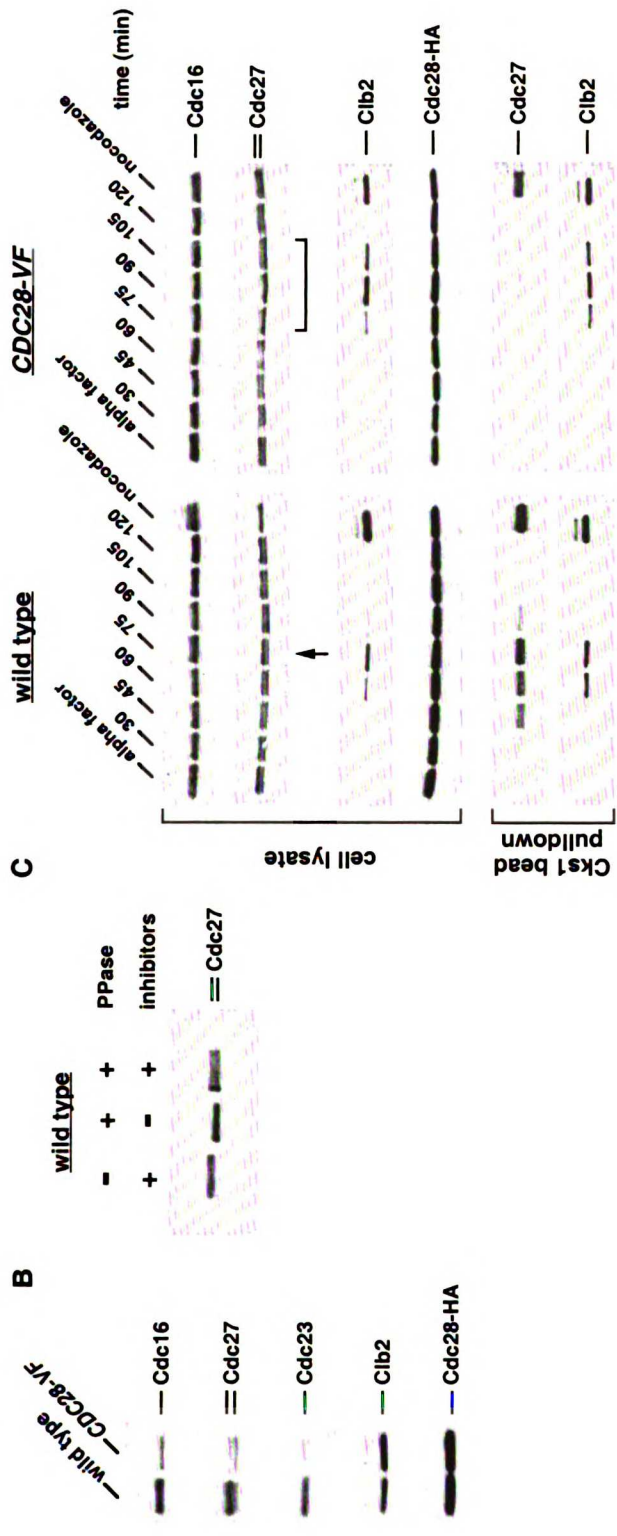 B
wild type
CDC28-VF
Cdc16
Cdc27
Cdc23
Clb2
Cdc28-HA
wild type
- + + PPase
+ - + inhibitors
Cdc27
C
wild type
CDC28-VF
alpha factor
30
45
60
75
90
105
120
nocodazole
alpha factor
30
45
60
75
90
105
120
nocodazole
time (min)
cell lysate
Cdc16
Cdc27
Clb2
Cdc28-HA
Cks1 bead
pulldown
Cdc27
Clb2